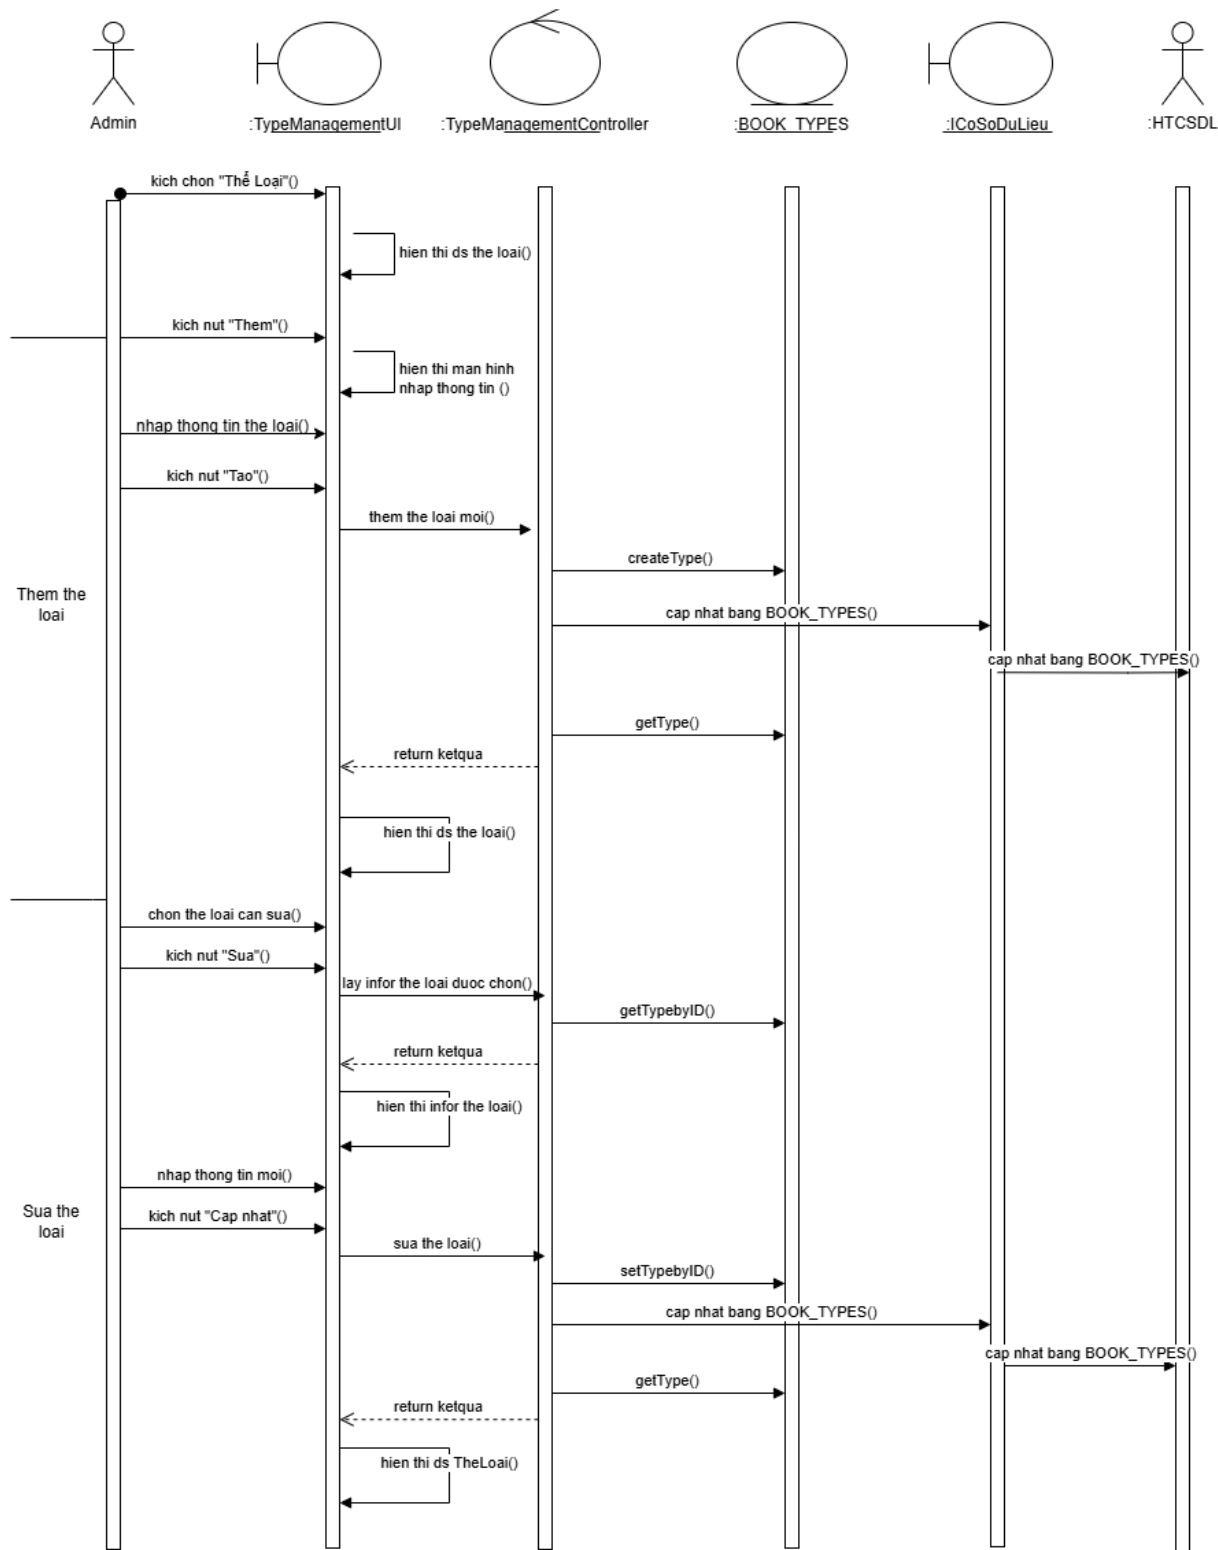 Admin
:TypeManagementUI
:TypeManagementController
:BOOK_TYPES
:ICoSoDuLieu
:HTCSDL
kich chon "Thể Loại"()
hien thi ds the loai()
kich nut "Them"()
hien thi man hinh
nhap thong tin ()
nhap thong tin the loai()
kich nut "Tao"()
them the loai moi()
createType()
Them the
loai
cap nhat bang BOOK_TYPES()
cap nhat bang BOOK_TYPES()
getType()
return ketqua
hien thi ds the loai()
chon the loai can sua()
kich nut "Sua"()
lay infor the loai duoc chon()
getTypebyID()
return ketqua
hien thi infor the loai()
nhap thong tin moi()
Sua the
loai
kich nut "Cap nhat"()
sua the loai()
setTypebyID()
cap nhat bang BOOK_TYPES()
cap nhat bang BOOK_TYPES()
getType()
return ketqua
hien thi ds TheLoai()